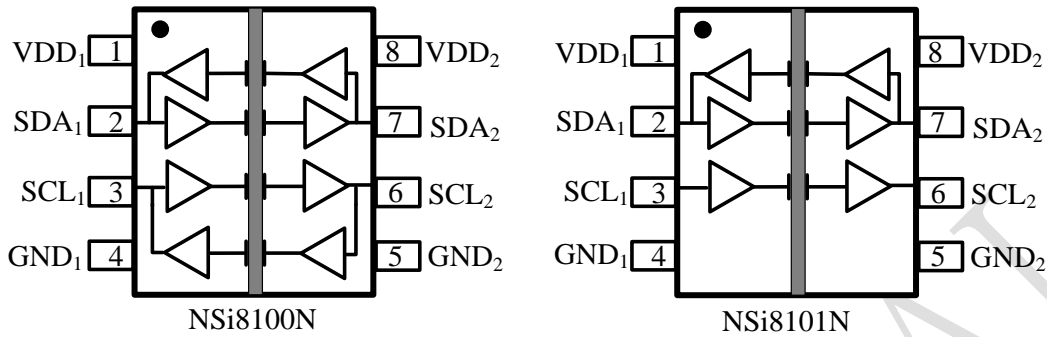 VDD₁ 1 8 VDD₂
SDA₁ 2 7 SDA₂
SCL₁ 3 6 SCL₂
GND₁ 4 5 GND₂
NSi8100N
VDD₁ 1 8 VDD₂
SDA₁ 2 7 SDA₂
SCL₁ 3 6 SCL₂
GND₁ 4 5 GND₂
NSi8101N